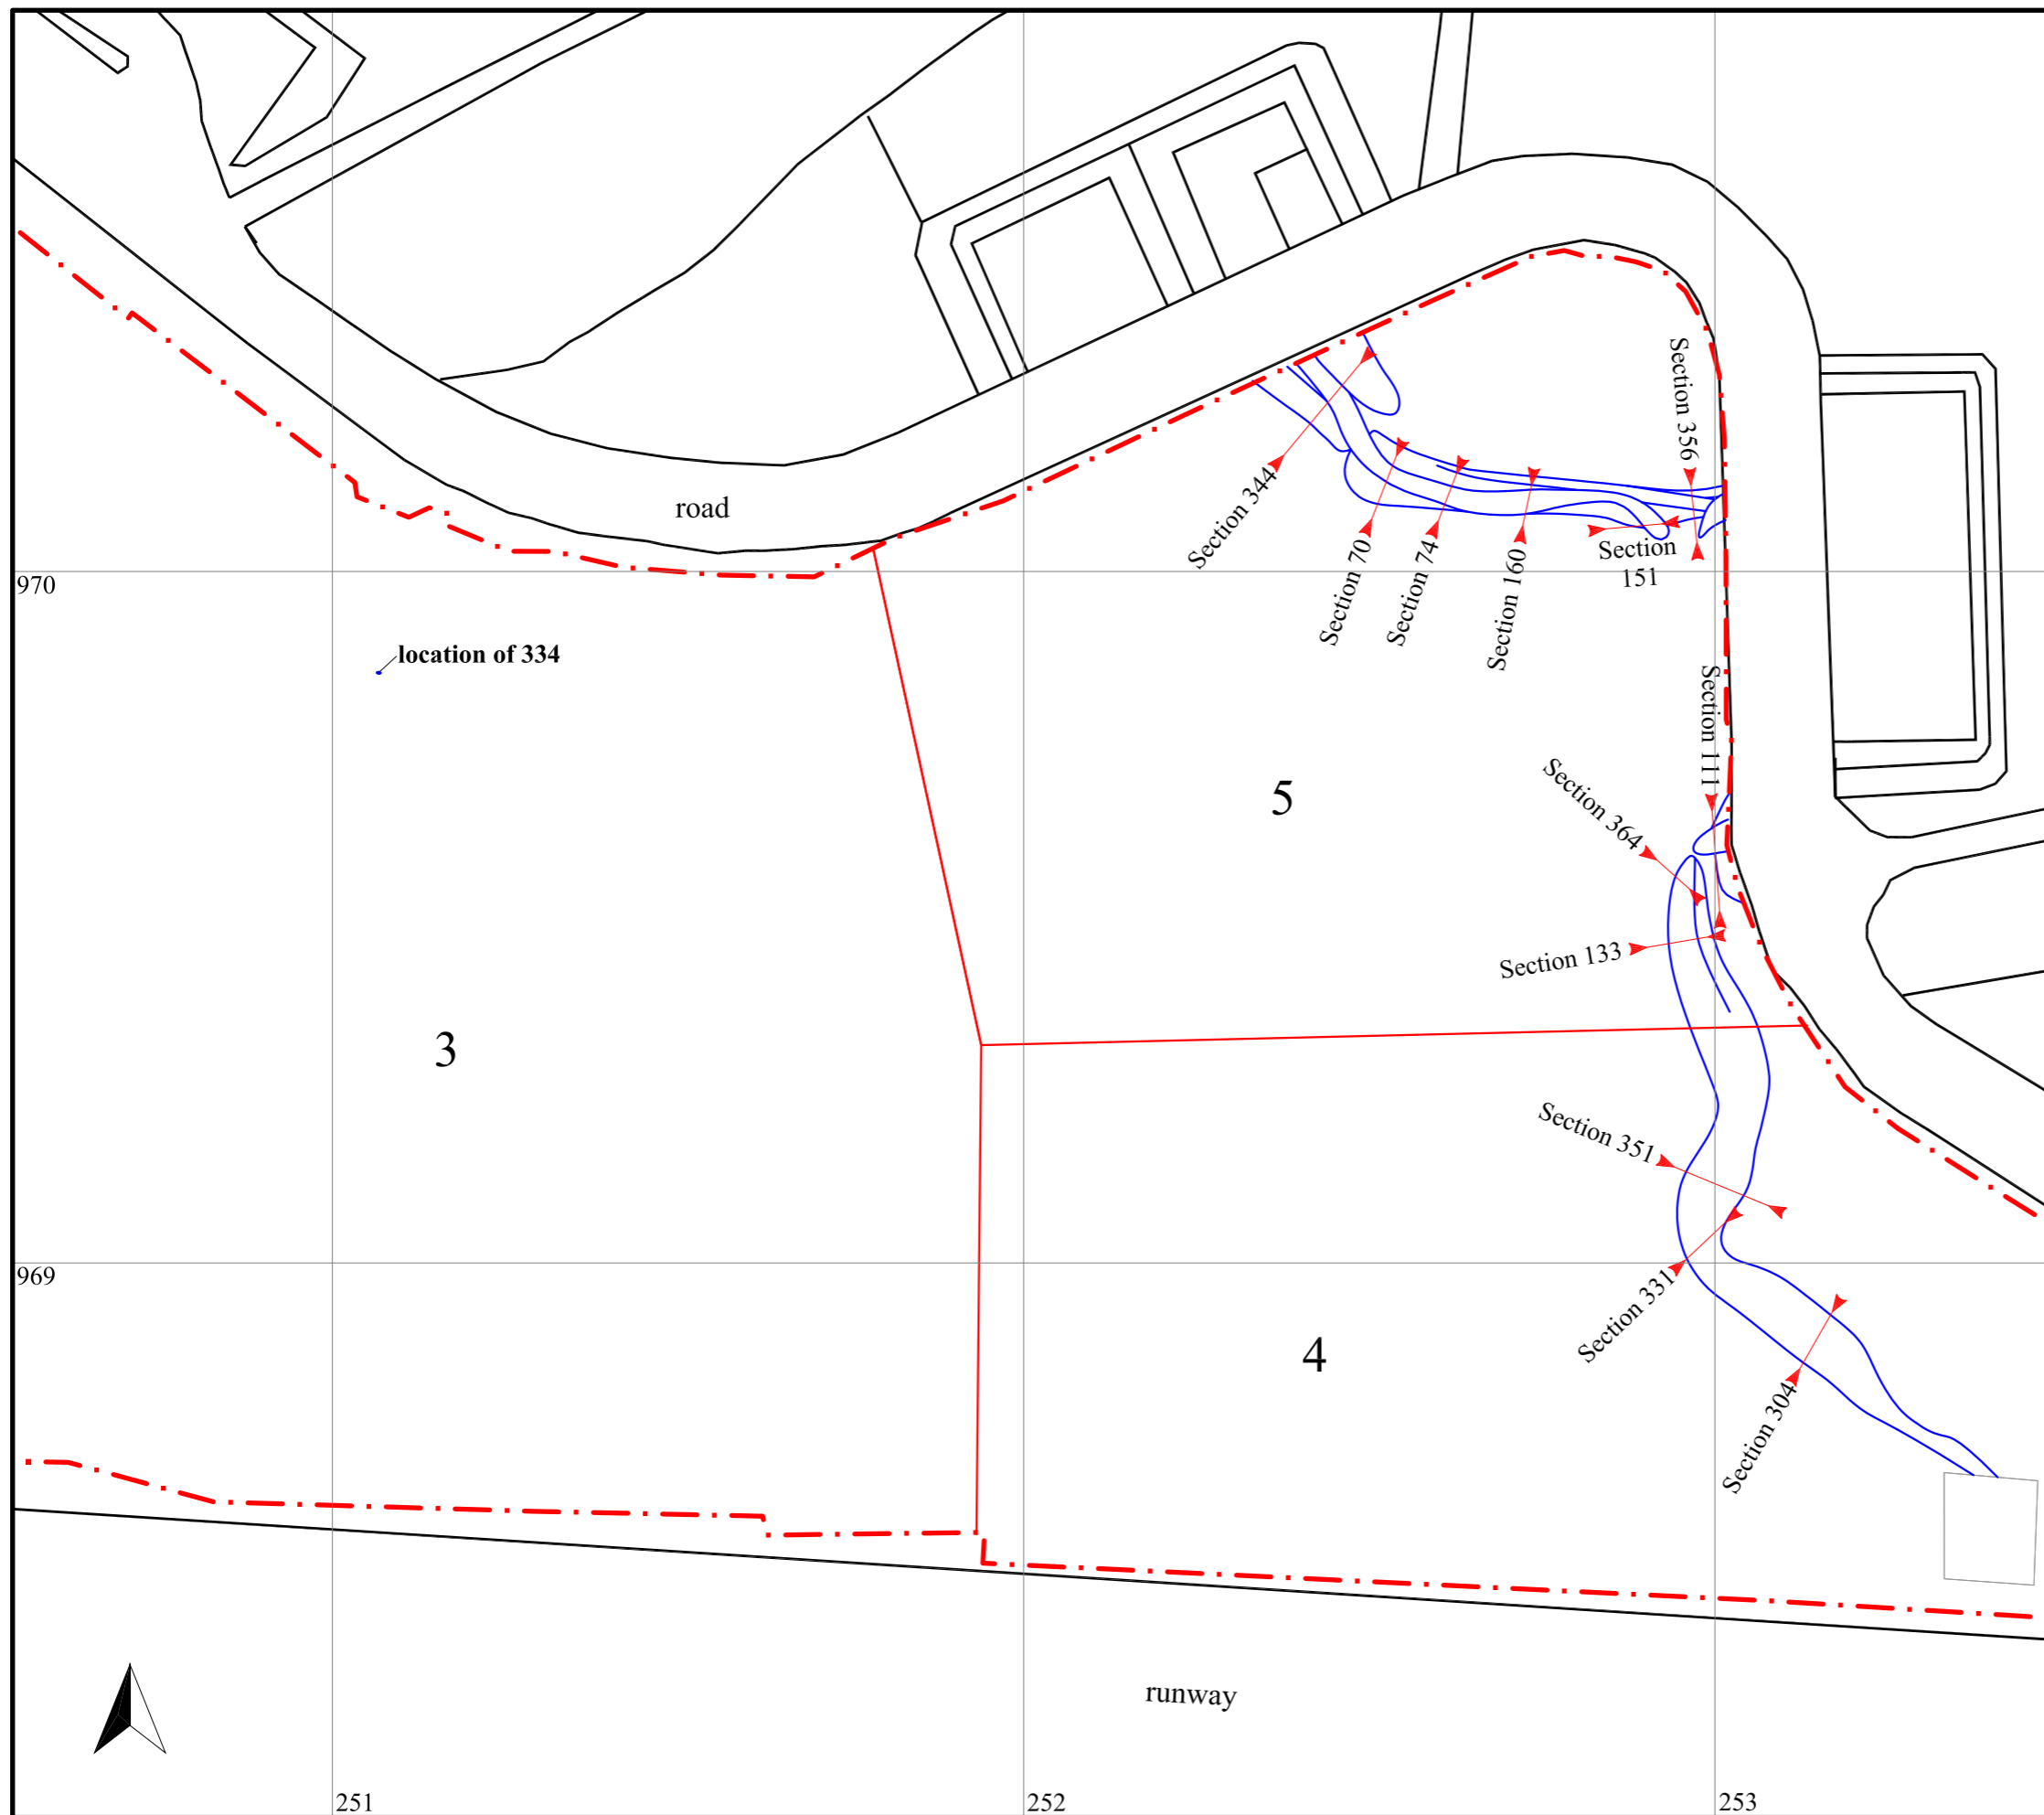 Section 356
Section 344
road
Section 70
Section 74
Section 160
Section
151
970
location of 334
Section 111
5
Section 364
Section 133
3
Section 351
969
Section 331
4
Section 304
runway
251
252
253